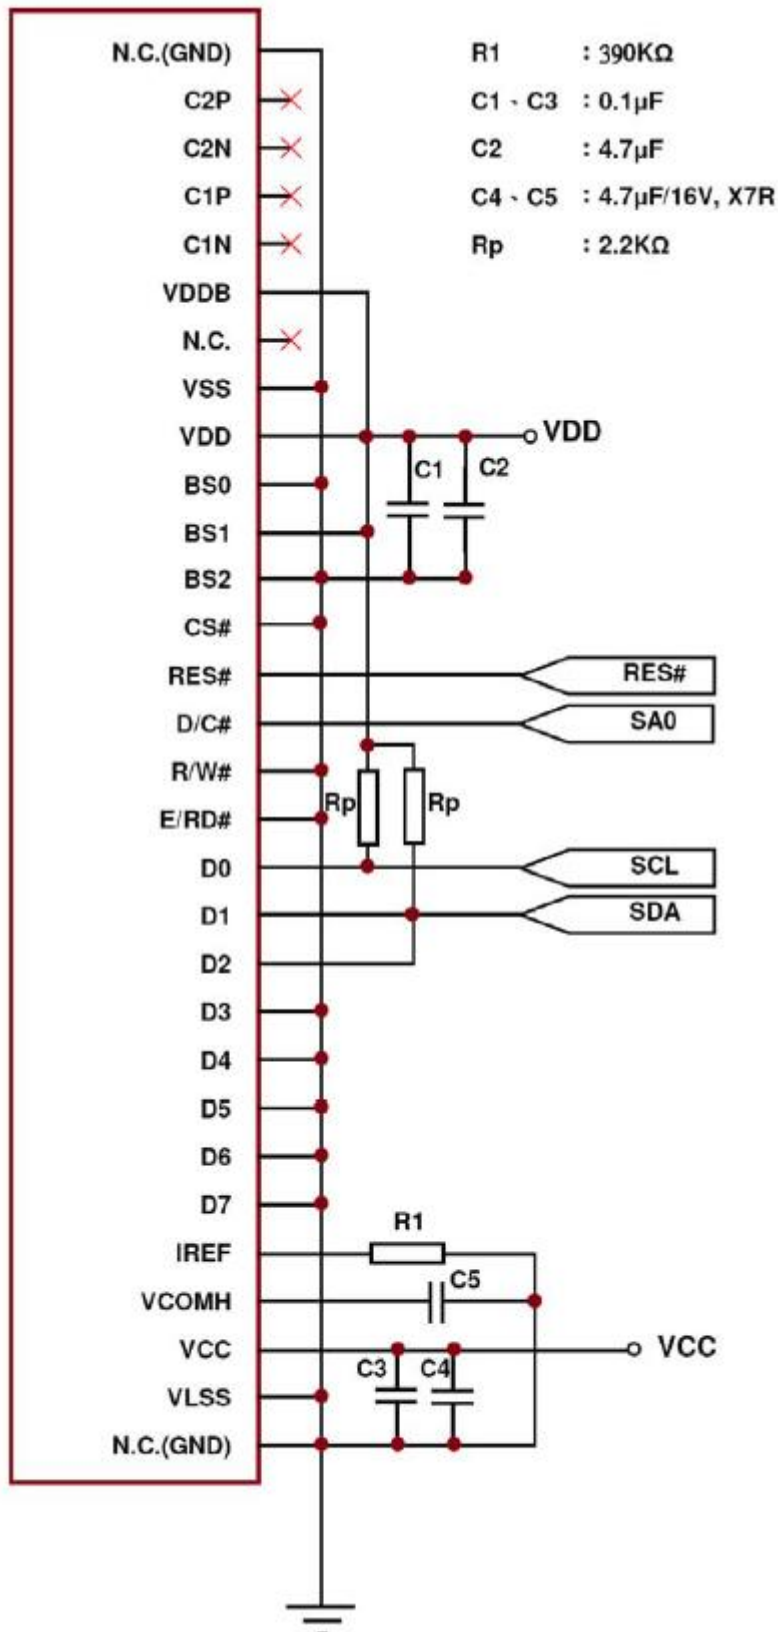 N.C.(GND)
C2P
C2N
C1P
C1N
VDDB
N.C.
VSS
VDD
BS0
BS1
BS2
CS#
RES#
D/C#
R/W#
E/RD#
D0
D1
D2
D3
D4
D5
D6
D7
IREF
VCOMH
VCC
VLSS
N.C.(GND)
R1 : 390KΩ
C1、C3 : 0.1µF
C2 : 4.7µF
C4、C5 : 4.7µF/16V, X7R
Rp : 2.2KΩ
VDD
C1 C2
RES#
SA0
Rp Rp
SCL
SDA
R1
C5
VCC
C3 C4